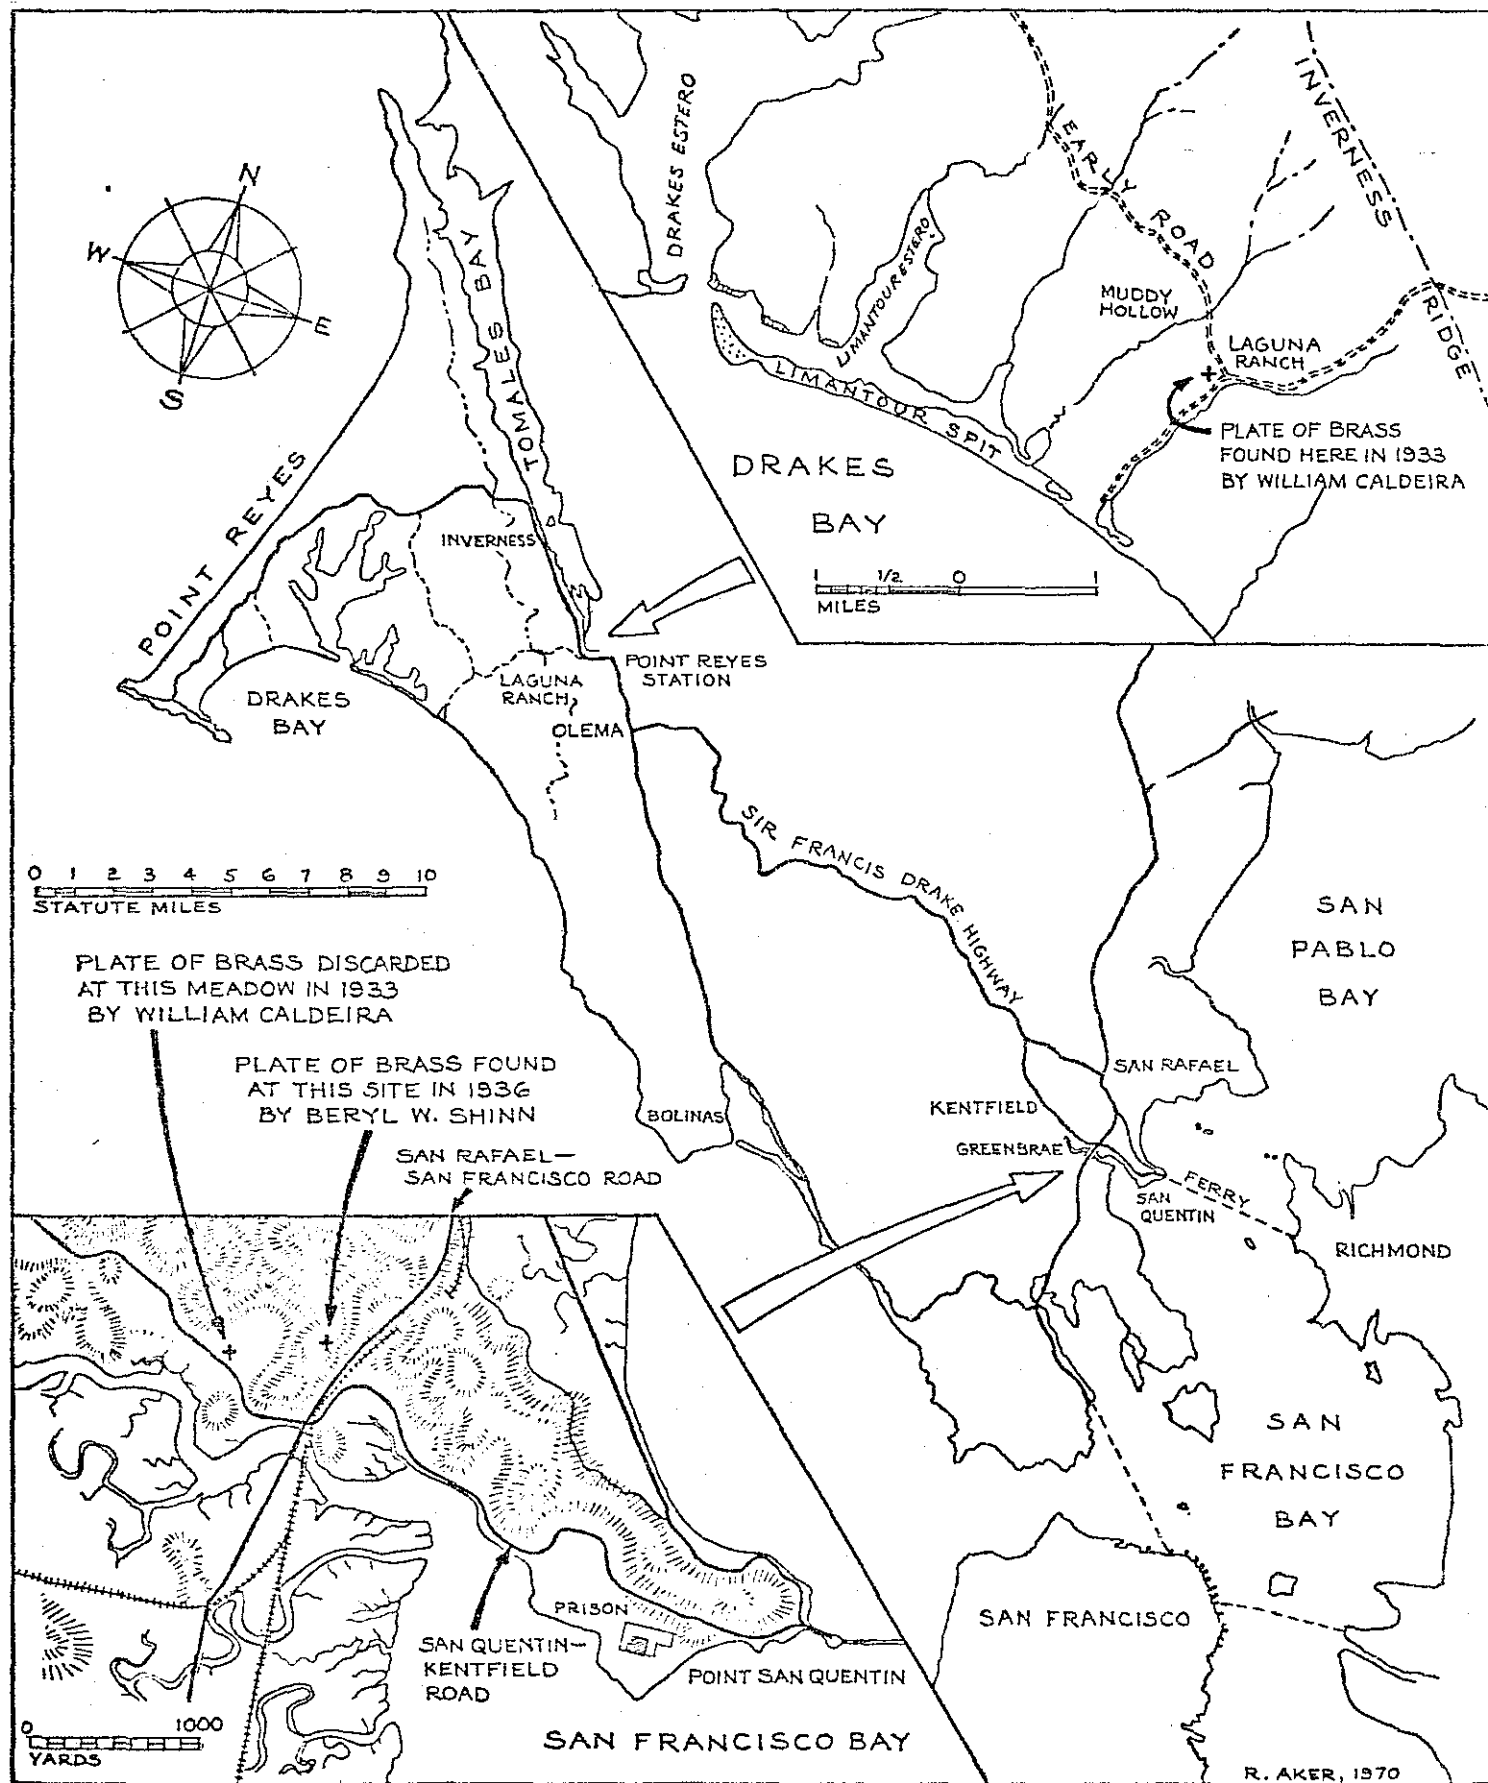 N
W
E
S
POINT REYES
TOMALES BAY
INVERNESS
DRAKES
BAY
LAGUNA
RANCH
OLEMA
POINT REYES
STATION
DRAKES ESTERO
LIMANTOUR ESTERO
LIMANTOUR SPIT
DRAKES
BAY
EARLY ROAD
MUDDY
HOLLOW
INVERNESS RIDGE
LAGUNA
RANCH
PLATE OF BRASS
FOUND HERE IN 1933
BY WILLIAM CALDEIRA
1 1/2 0 1
MILES
0 1 2 3 4 5 6 7 8 9 10
STATUTE MILES
SIR FRANCIS DRAKE HIGHWAY
SAN
PABLO
BAY
SAN RAFAEL
KENTFIELD
GREENBRAE
SAN
QUENTIN
FERRY
RICHMOND
BOLINAS
SAN
FRANCISCO
BAY
SAN FRANCISCO
PLATE OF BRASS DISCARDED
AT THIS MEADOW IN 1933
BY WILLIAM CALDEIRA
PLATE OF BRASS FOUND
AT THIS SITE IN 1936
BY BERYL W. SHINN
SAN RAFAEL—
SAN FRANCISCO ROAD
PRISON
SAN QUENTIN—
KENTFIELD
ROAD
POINT SAN QUENTIN
SAN FRANCISCO BAY
0 1000
YARDS
R. AKER, 1970